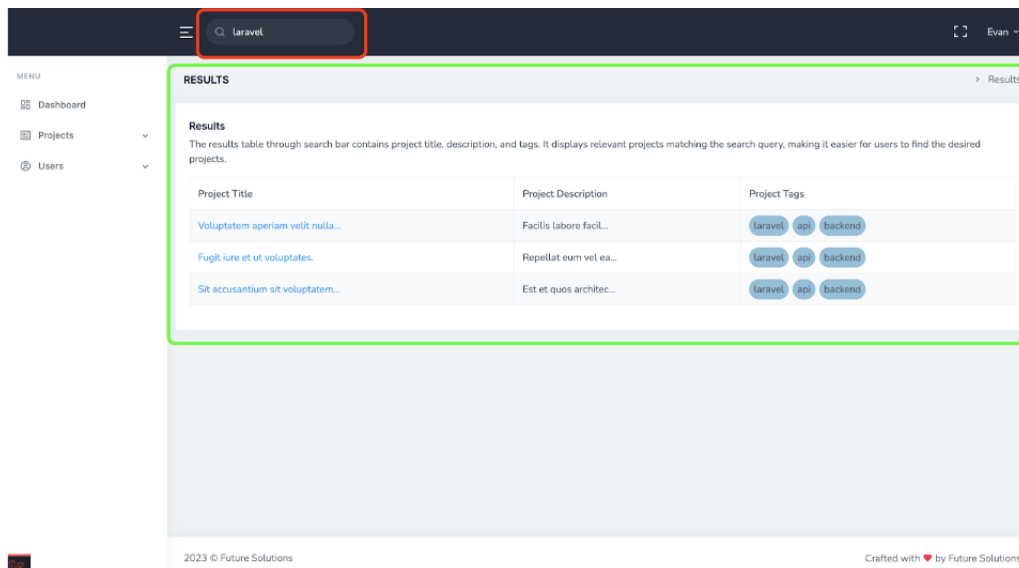 laravel
Evan
MENU
Dashboard
Projects
Users
RESULTS
> Results
Results
The results table through search bar contains project title, description, and tags. It displays relevant projects matching the search query, making it easier for users to find the desired
projects.
Project Title Project Description Project Tags
Voluptatem aperiam velit nulla... Facilis labore facil... laravel api backend
Fugit iure et ut voluptates. Repellat eum vel ea... laravel api backend
Sit accusantium sit voluptatem... Est et quos architec... laravel api backend
2023 © Future Solutions
Crafted with ♥ by Future Solutions